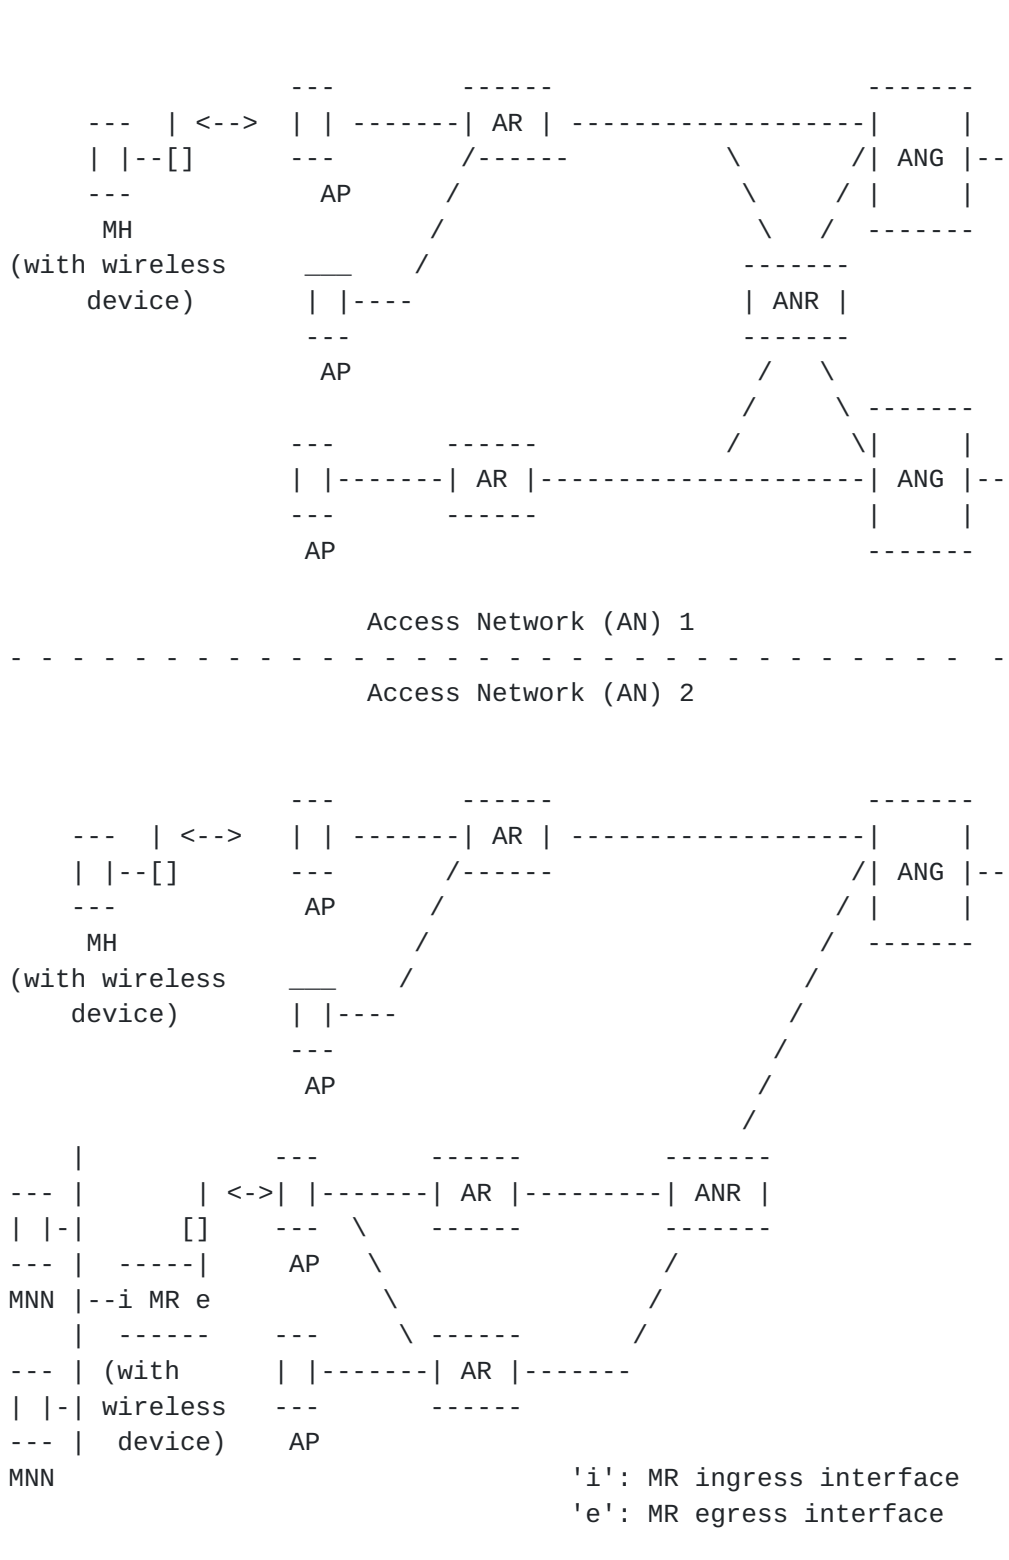 ---        ------                    -------
     ---  | <-->  | | -------| AR | -------------------|     |
     | |--[]      ---        /------          \       /| ANG |--
     ---            AP      /                  \     / |     |
      MH                   /                    \   /  -------
(with wireless     ___    /                    -------
     device)       | |----                     | ANR |
                   ---                         -------
                    AP                          /   \
                                               /     \ -------
                  ---       ------            /       \|     |
                  | |-------| AR |---------------------| ANG |--
                  ---       ------                     |     |
                   AP                                  -------

                       Access Network (AN) 1
- - - - - - - - - - - - - - - - - - - - - - - - - - - - - - -  -
                       Access Network (AN) 2


                  ---        ------                    -------
    ---  | <-->   | | -------| AR | -------------------|     |
    | |--[]       ---       /------                   /| ANG |--
    ---            AP      /                         / |     |
     MH                   /                         /  -------
(with wireless    ___    /                         /
    device)       | |----                         /
                  ---                            /
                   AP                           /
                                               /
    |            ---       ------         -------
--- |       | <->| |-------| AR |---------| ANR |
| |-|      []    ---  \    ------         -------
--- |  -----|     AP   \                  /
MNN |--i MR e           \                /
    |  ------    ---     \ ------       /
--- | (with      | |-------| AR |-------
| |-| wireless   ---       ------
--- |  device)    AP
MNN                                 'i': MR ingress interface
                                    'e': MR egress interface